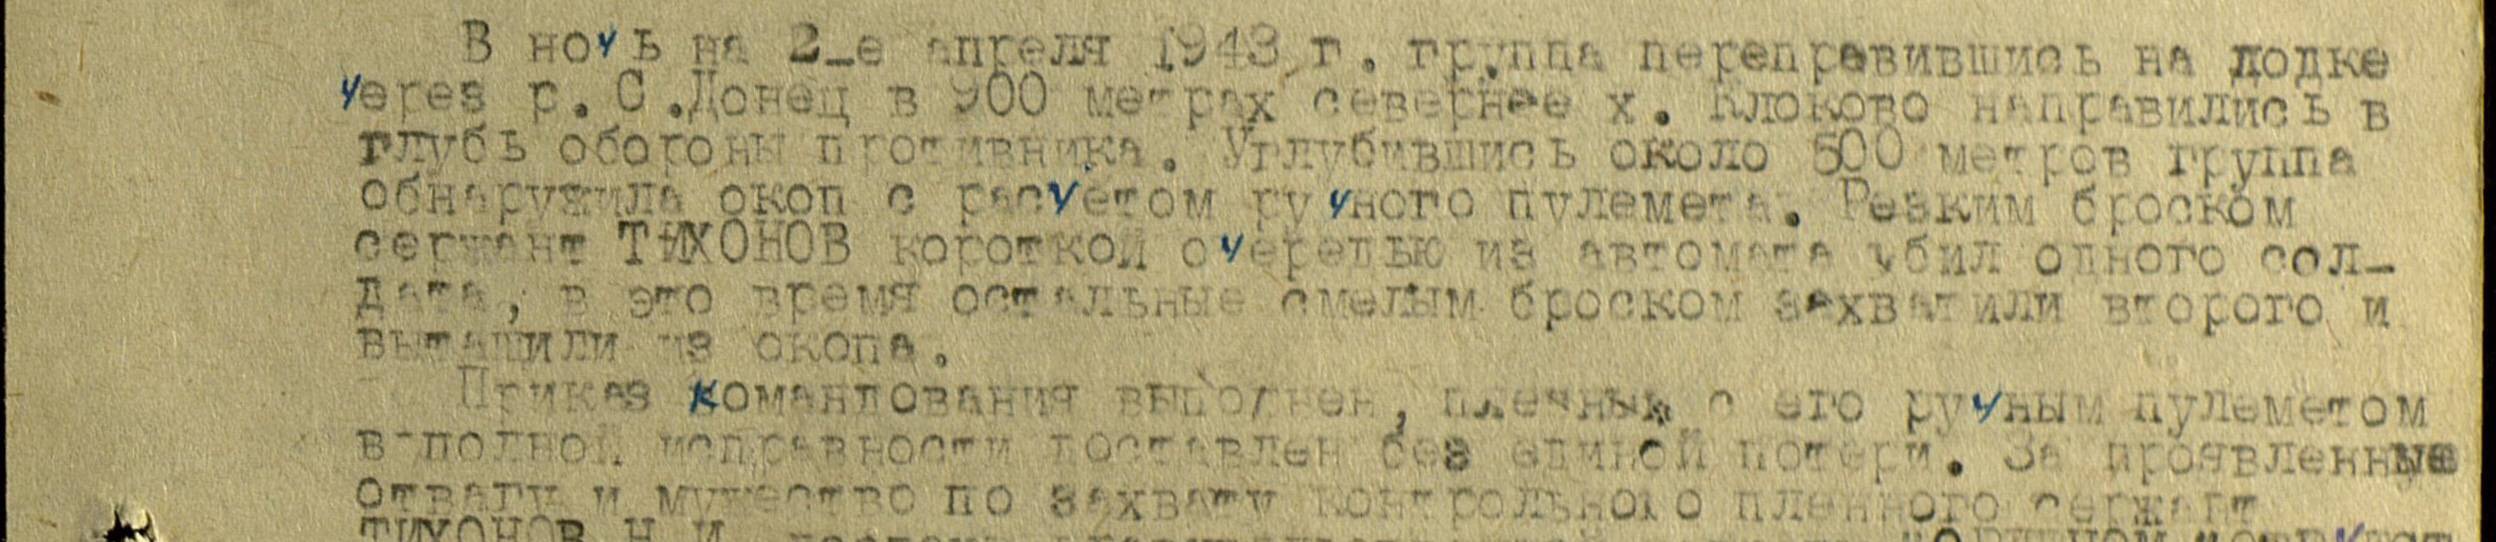 В ночь на 2-е апреля 1943 г. группа переправившись на лодке
через р. С.Донец в 900 метрах севернее х. Клоково направились в
глубь обороны противника. Углубившись около 500 метров группа
обнаружила окоп с расчетом ручного пулемета. Резким броском
сержант ТИХОНОВ короткой очередью из автомата убил одного сол-
дата, в это время остальные смелым броском захватили второго и
вытащили из окопа.
Приказ командования выполнен, пленный с его ручным пулеметом
в полной исправности доставлен без единой потери. За проявленные
отвагу и мужество по захвату контрольного пленного сержант
ТИХОНОВ Н.И.